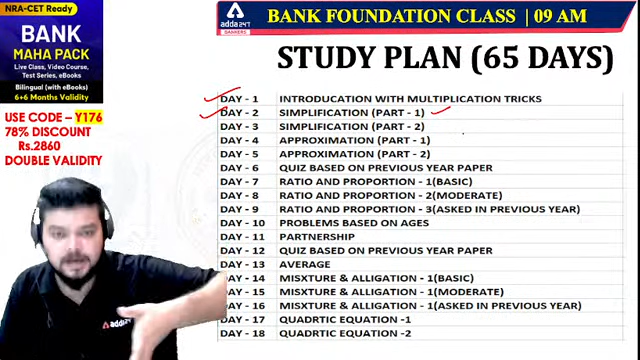 NRA-CET Ready
BANK
MAHA PACK
Live Class, Video Course,
Test Series, eBooks
Bilingual (with eBooks)
6+6 Months Validity
USE CODE – Y176
78% DISCOUNT
Rs.2860
DOUBLE VALIDITY
adda247
BANKERS
BANK FOUNDATION CLASS | 09 AM
STUDY PLAN (65 DAYS)
DAY - 1 INTRODUCATION WITH MULTIPLICATION TRICKS
DAY - 2 SIMPLIFICATION (PART - 1)
DAY - 3 SIMPLIFICATION (PART - 2)
DAY - 4 APPROXIMATION (PART - 1)
DAY - 5 APPROXIMATION (PART - 2)
DAY - 6 QUIZ BASED ON PREVIOUS YEAR PAPER
DAY - 7 RATIO AND PROPORTION - 1(BASIC)
DAY - 8 RATIO AND PROPORTION - 2(MODERATE)
DAY - 9 RATIO AND PROPORTION - 3(ASKED IN PREVIOUS YEAR)
DAY - 10 PROBLEMS BASED ON AGES
DAY - 11 PARTNERSHIP
DAY - 12 QUIZ BASED ON PREVIOUS YEAR PAPER
DAY - 13 AVERAGE
DAY - 14 MISXTURE & ALLIGATION - 1(BASIC)
DAY - 15 MISXTURE & ALLIGATION - 1(MODERATE)
DAY - 16 MISXTURE & ALLIGATION - 1(ASKED IN PREVIOUS YEAR)
DAY - 17 QUADRTIC EQUATION -1
DAY - 18 QUADRTIC EQUATION -2
adda247